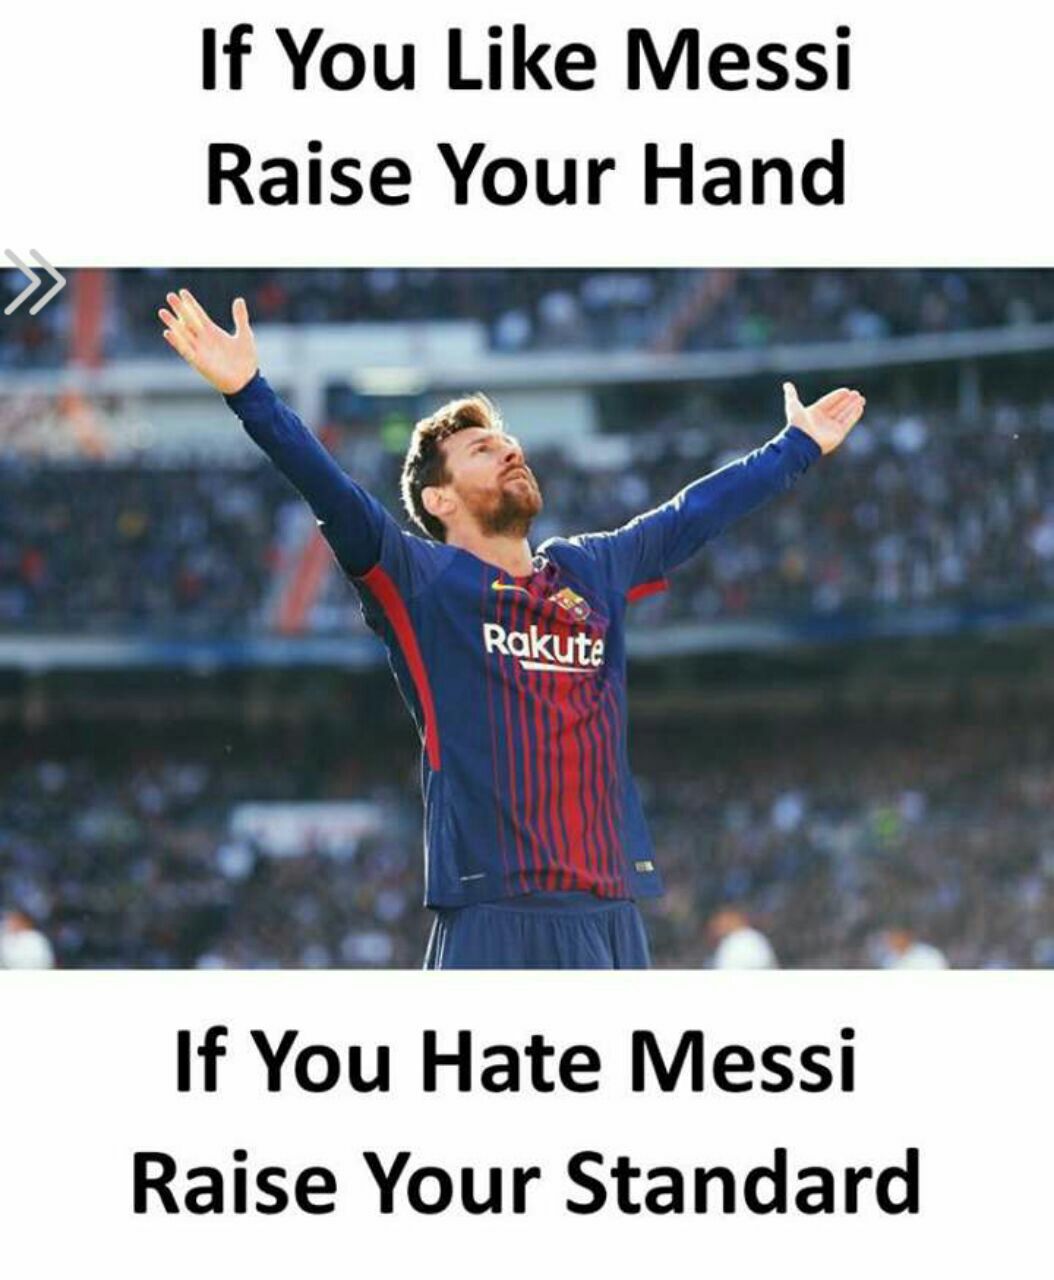 If You Like Messi
Raise Your Hand
Rakute
If You Hate Messi
Raise Your Standard